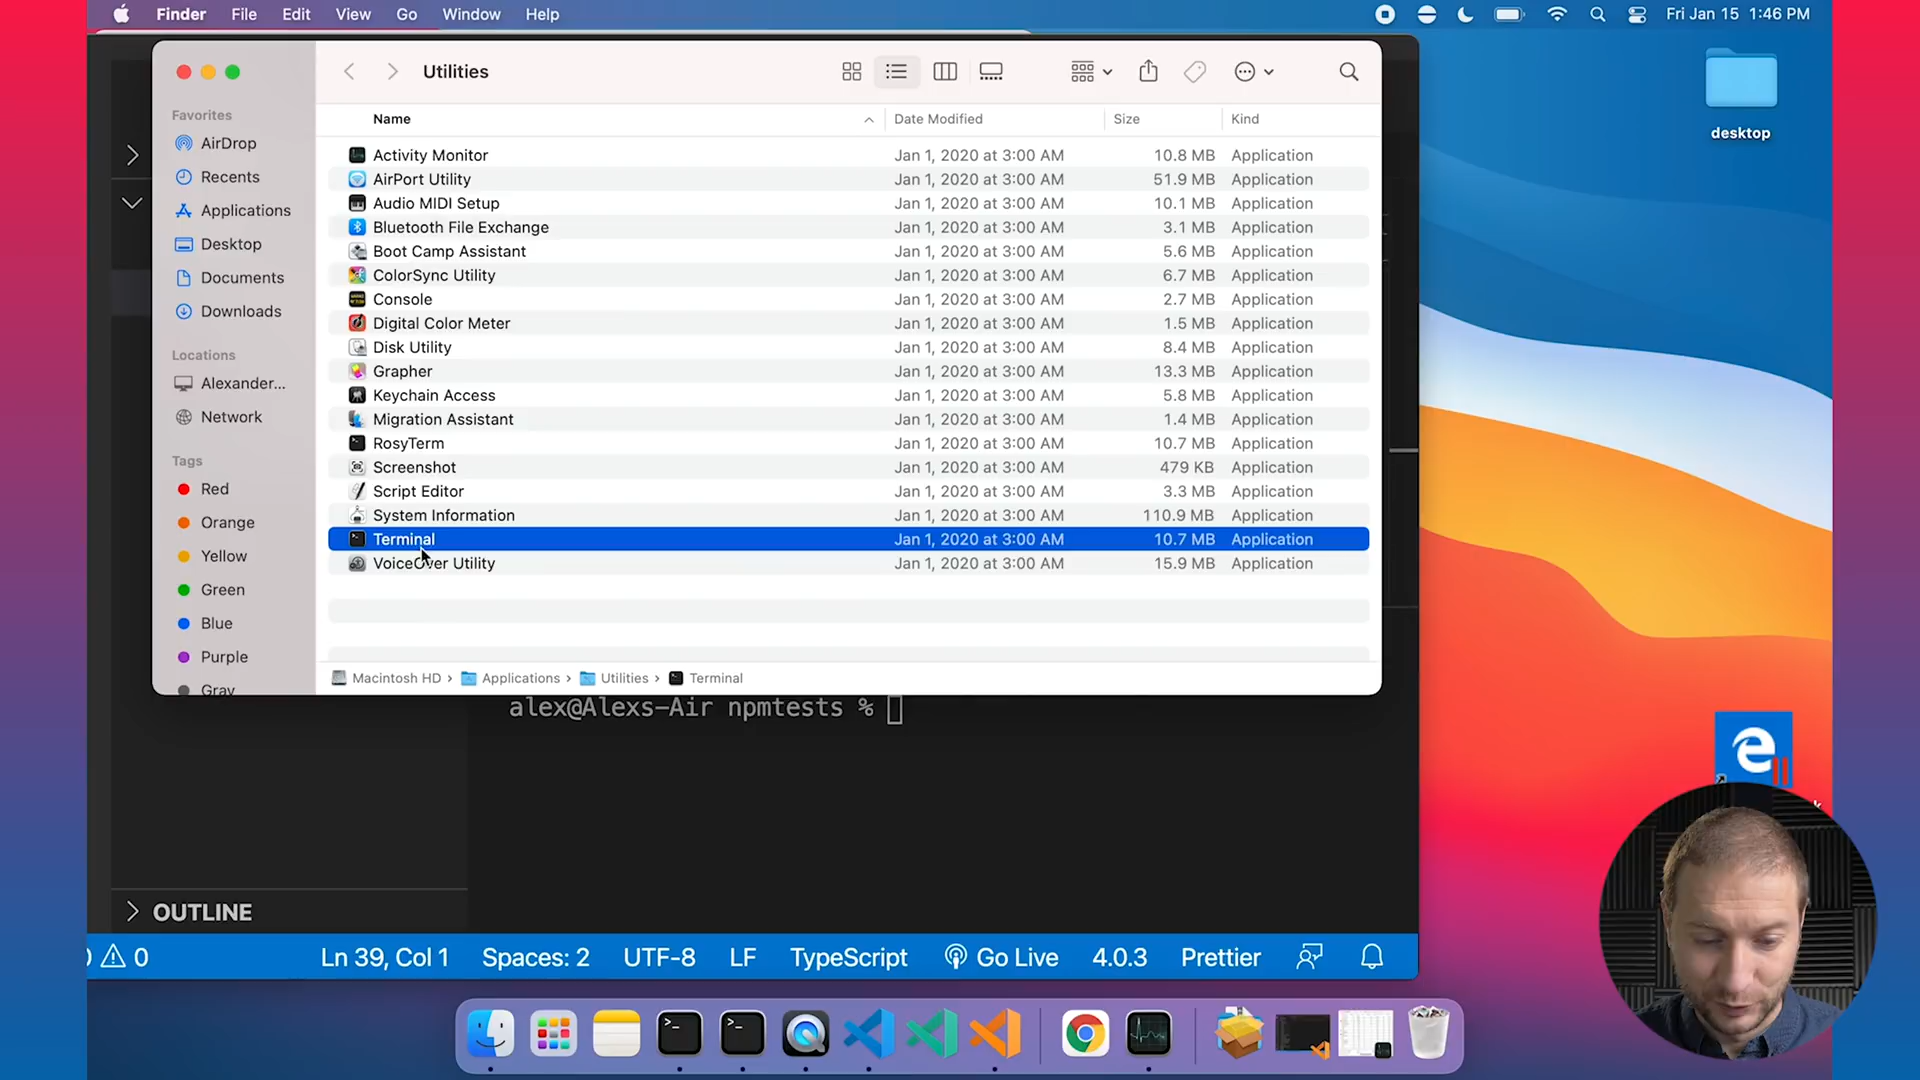 Finder File Edit View Go Window Help Fri Jan 15 1:46 PM
Utilities
Name Date Modified Size Kind
Favorites
AirDrop
Recents
Applications
Desktop
Documents
Downloads
Locations
Alexander...
Network
Tags
Red
Orange
Yellow
Green
Blue
Purple
Gray
Activity Monitor Jan 1, 2020 at 3:00 AM 10.8 MB Application
AirPort Utility Jan 1, 2020 at 3:00 AM 51.9 MB Application
Audio MIDI Setup Jan 1, 2020 at 3:00 AM 10.1 MB Application
Bluetooth File Exchange Jan 1, 2020 at 3:00 AM 3.1 MB Application
Boot Camp Assistant Jan 1, 2020 at 3:00 AM 5.6 MB Application
ColorSync Utility Jan 1, 2020 at 3:00 AM 6.7 MB Application
Console Jan 1, 2020 at 3:00 AM 2.7 MB Application
Digital Color Meter Jan 1, 2020 at 3:00 AM 1.5 MB Application
Disk Utility Jan 1, 2020 at 3:00 AM 8.4 MB Application
Grapher Jan 1, 2020 at 3:00 AM 13.3 MB Application
Keychain Access Jan 1, 2020 at 3:00 AM 5.8 MB Application
Migration Assistant Jan 1, 2020 at 3:00 AM 1.4 MB Application
RosyTerm Jan 1, 2020 at 3:00 AM 10.7 MB Application
Screenshot Jan 1, 2020 at 3:00 AM 479 KB Application
Script Editor Jan 1, 2020 at 3:00 AM 3.3 MB Application
System Information Jan 1, 2020 at 3:00 AM 110.9 MB Application
Terminal Jan 1, 2020 at 3:00 AM 10.7 MB Application
VoiceOver Utility Jan 1, 2020 at 3:00 AM 15.9 MB Application
Macintosh HD › Applications › Utilities › Terminal
desktop
alex@Alexs-Air npmtests %
OUTLINE
0 Ln 39, Col 1 Spaces: 2 UTF-8 LF TypeScript Go Live 4.0.3 Prettier